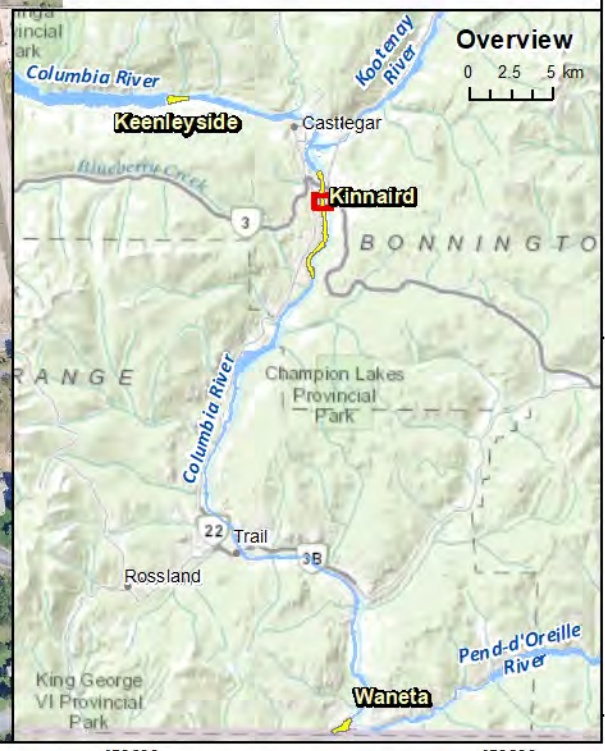 Overview
0 2.5 5 km
Park
Columbia River
Kootenay
River
Keenleyside
Castlegar
Blueberry Creek
Kinnaird
3
BONNINGTO
RANGE
Columbia River
Champion Lakes
Provincial
Park
22
Trail
3B
Rossland
Pend-d'Oreille
River
King George
VI Provincial
Park
Waneta